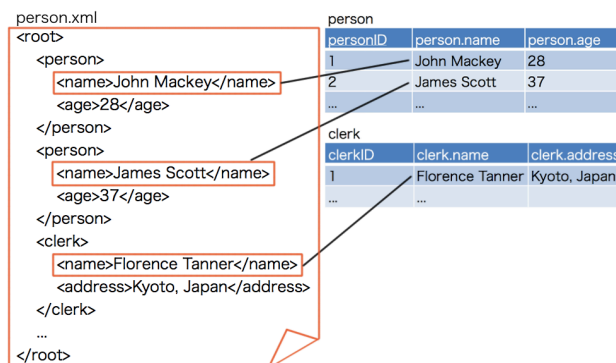 person.xml
<root>
<person>
<name>John Mackey</name>
<age>28</age>
</person>
<person>
<name>James Scott</name>
<age>37</age>
</person>
<clerk>
<name>Florence Tanner</name>
<address>Kyoto, Japan</address>
</clerk>
...
</root>
person
personID person.name person.age
1 John Mackey 28
2 James Scott 37
... ... ...
clerk
clerkID clerk.name clerk.address
1 Florence Tanner Kyoto, Japan
... ...